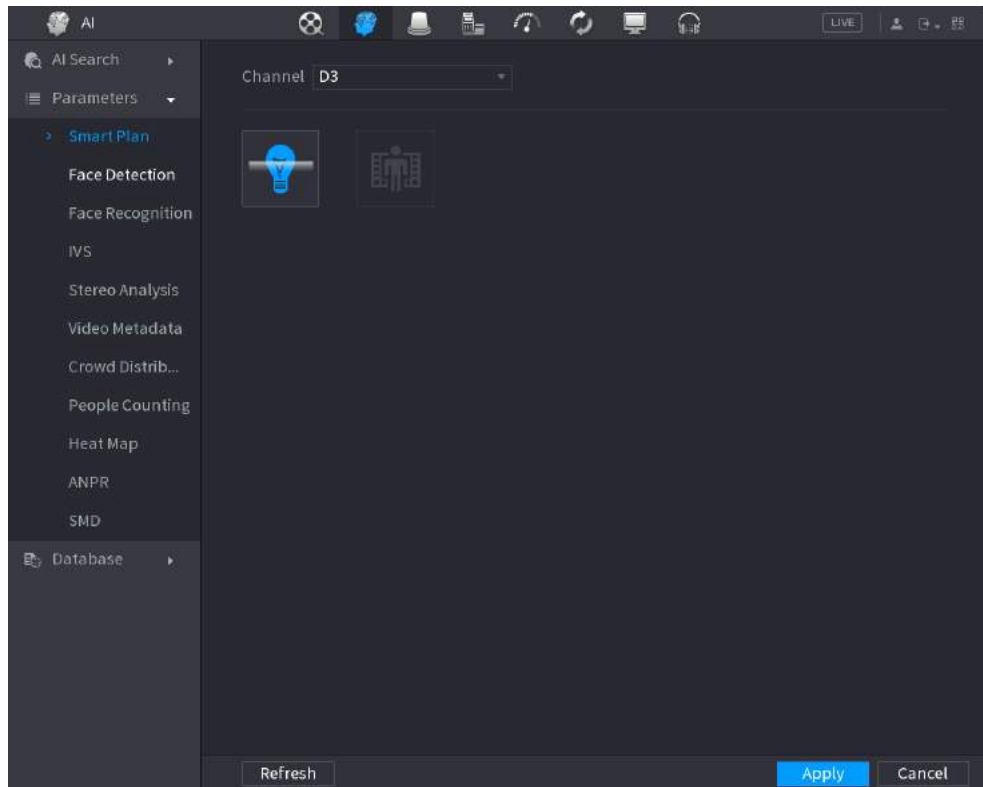 AI
LIVE
AI Search
Parameters
Smart Plan
Face Detection
Face Recognition
IVS
Stereo Analysis
Video Metadata
Crowd Distrib...
People Counting
Heat Map
ANPR
SMD
Database
Channel D3
Refresh
Apply
Cancel